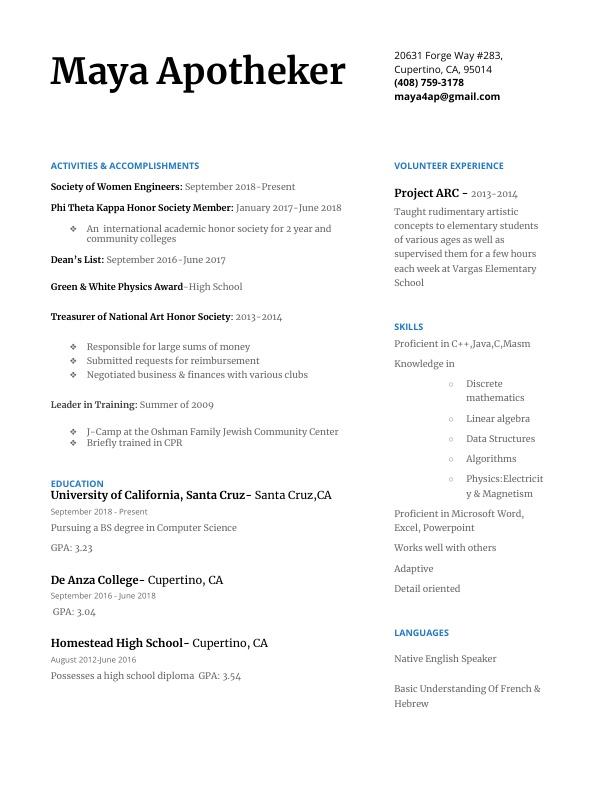 Maya Apotheker
20631 Forge Way #283,
Cupertino, CA, 95014
(408) 759-3178
maya4ap@gmail.com
ACTIVITIES & ACCOMPLISHMENTS
Society of Women Engineers: September 2018-Present
Phi Theta Kappa Honor Society Member: January 2017-June 2018
❖ An international academic honor society for 2 year and
community colleges
Dean's List: September 2016-June 2017
Green & White Physics Award-High School
Treasurer of National Art Honor Society: 2013-2014
❖ Responsible for large sums of money
❖ Submitted requests for reimbursement
❖ Negotiated business & finances with various clubs
Leader in Training: Summer of 2009
❖ J-Camp at the Oshman Family Jewish Community Center
❖ Briefly trained in CPR
EDUCATION
University of California, Santa Cruz- Santa Cruz,CA
September 2018 - Present
Pursuing a BS degree in Computer Science
GPA: 3.23
De Anza College- Cupertino, CA
September 2016 - June 2018
GPA: 3.04
Homestead High School- Cupertino, CA
August 2012-June 2016
Possesses a high school diploma GPA: 3.54
VOLUNTEER EXPERIENCE
Project ARC - 2013-2014
Taught rudimentary artistic
concepts to elementary students
of various ages as well as
supervised them for a few hours
each week at Vargas Elementary
School
SKILLS
Proficient in C++,Java,C,Masm
Knowledge in
○ Discrete
mathematics
○ Linear algebra
○ Data Structures
○ Algorithms
○ Physics:Electricit
y & Magnetism
Proficient in Microsoft Word,
Excel, Powerpoint
Works well with others
Adaptive
Detail oriented
LANGUAGES
Native English Speaker
Basic Understanding Of French &
Hebrew